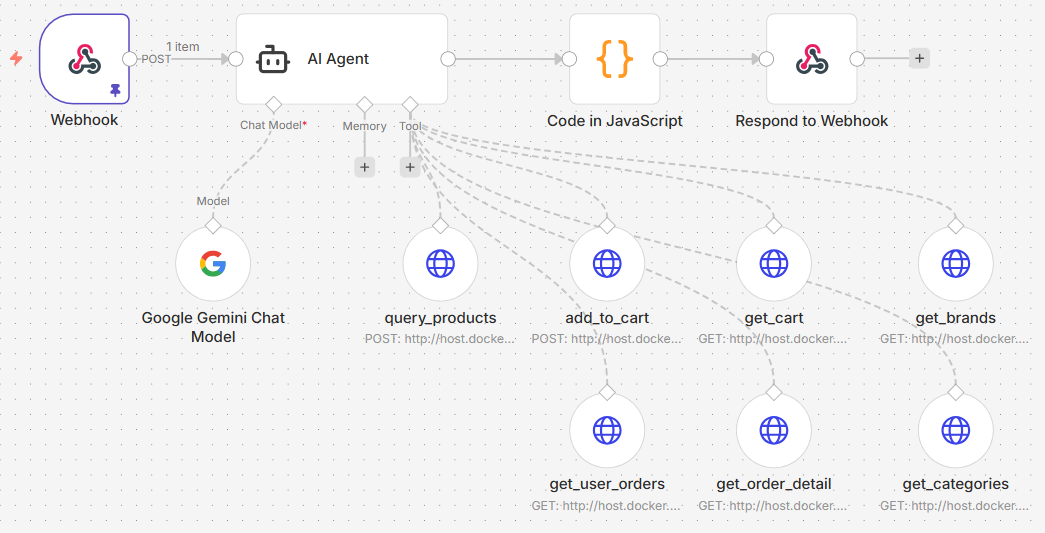 1 item
POST
AI Agent
Webhook
Chat Model*
Memory
Tool
Code in JavaScript
Respond to Webhook
Model
Google Gemini Chat
Model
query_products
POST: http://host.docke...
add_to_cart
POST: http://host.docke...
get_cart
GET: http://host.docker....
get_brands
GET: http://host.docker....
get_user_orders
GET: http://host.docker....
get_order_detail
GET: http://host.docker....
get_categories
GET: http://host.docker....